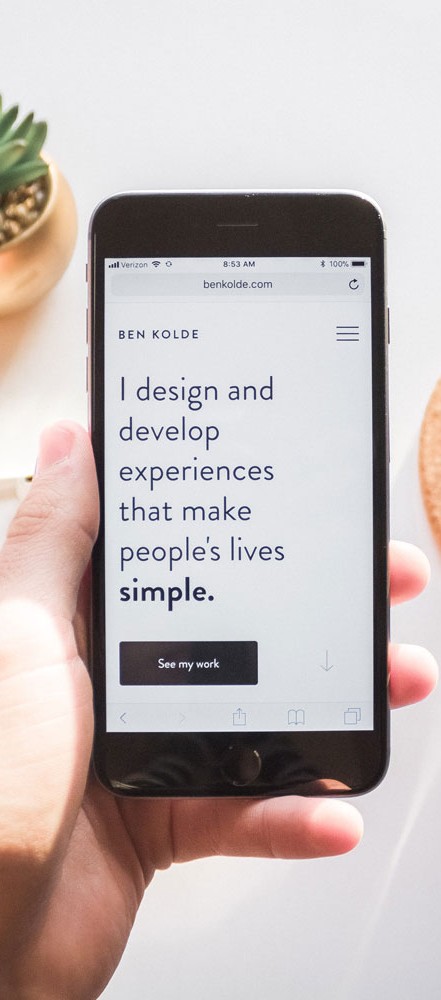 Verizon 8:53 AM 100%
benkolde.com
BEN KOLDE
I design and
develop
experiences
that make
people's lives
simple.
See my work